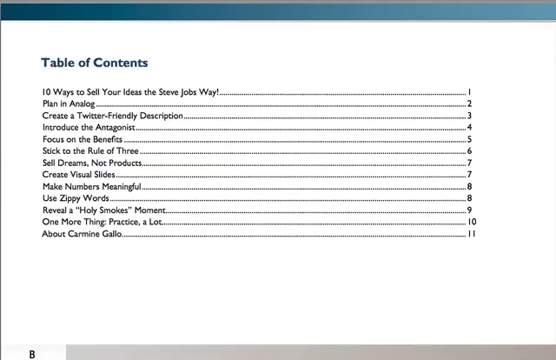 Table of Contents
10 Ways to Sell Your Ideas the Steve Jobs Way!........1
Plan in Analog........2
Create a Twitter-Friendly Description........3
Introduce the Antagonist........4
Focus on the Benefits........5
Stick to the Rule of Three........6
Sell Dreams, Not Products........7
Create Visual Slides........7
Make Numbers Meaningful........8
Use Zippy Words........8
Reveal a “Holy Smokes” Moment........9
One More Thing: Practice, a Lot........10
About Carmine Gallo........11
B